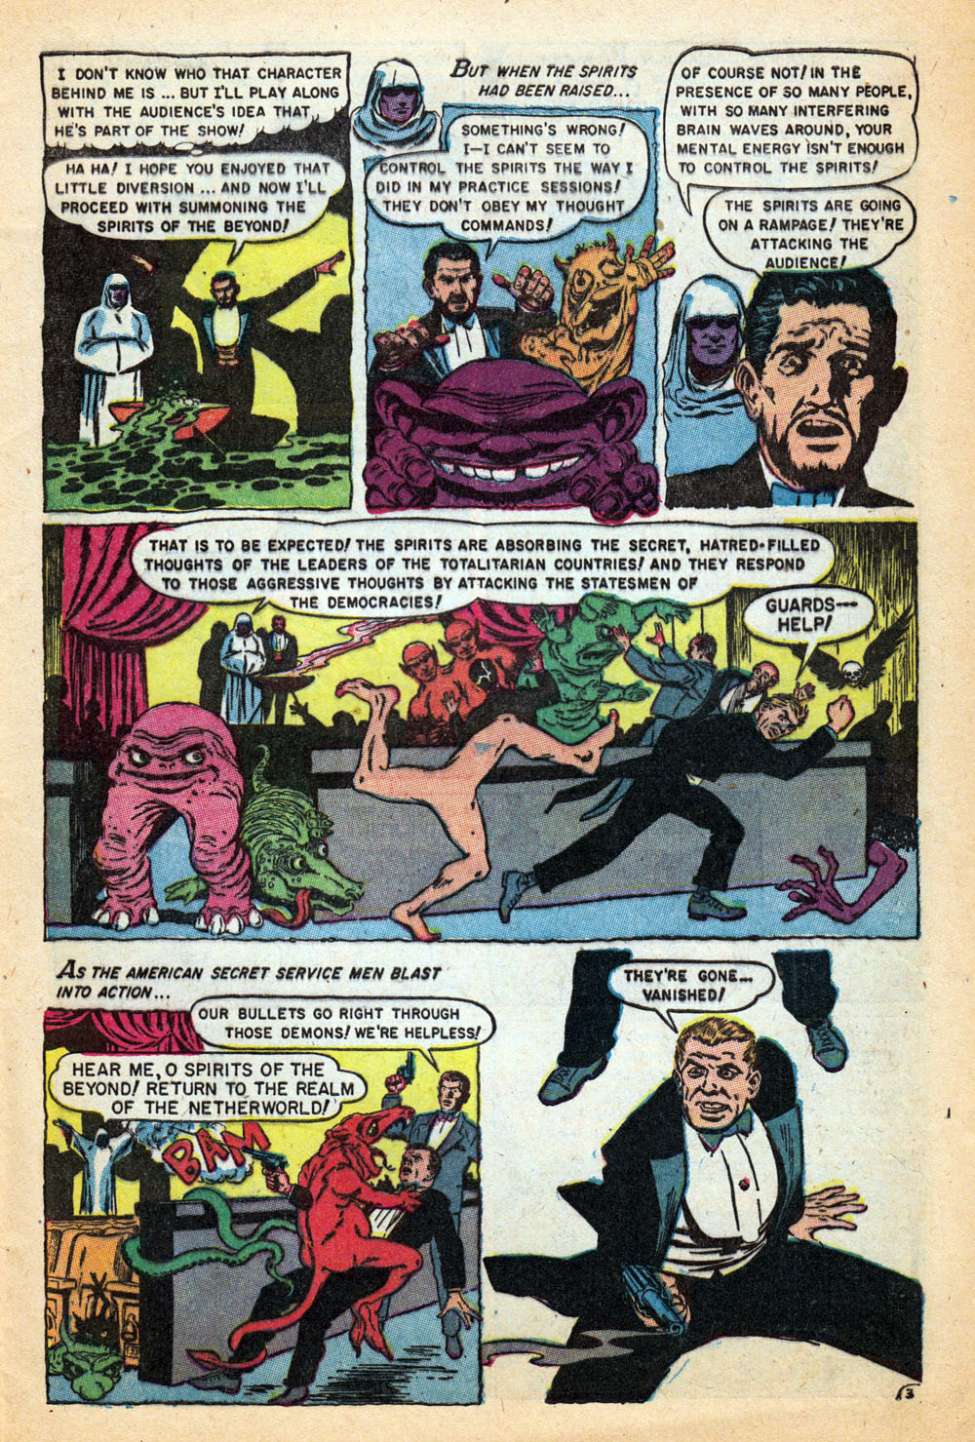 I DON'T KNOW WHO THAT CHARACTER
BEHIND ME IS ... BUT I'LL PLAY ALONG
WITH THE AUDIENCE'S IDEA THAT
HE'S PART OF THE SHOW!
HA HA! I HOPE YOU ENJOYED THAT
LITTLE DIVERSION ... AND NOW I'LL
PROCEED WITH SUMMONING THE
SPIRITS OF THE BEYOND!
BUT WHEN THE SPIRITS
HAD BEEN RAISED...
SOMETHING'S WRONG!
I-I CAN'T SEEM TO
CONTROL THE SPIRITS THE WAY I
DID IN MY PRACTICE SESSIONS!
THEY DON'T OBEY MY THOUGHT
COMMANDS!
OF COURSE NOT! IN THE
PRESENCE OF SO MANY PEOPLE,
WITH SO MANY INTERFERING
BRAIN WAVES AROUND, YOUR
MENTAL ENERGY ISN'T ENOUGH
TO CONTROL THE SPIRITS!
THE SPIRITS ARE GOING
ON A RAMPAGE! THEY'RE
ATTACKING THE
AUDIENCE!
THAT IS TO BE EXPECTED! THE SPIRITS ARE ABSORBING THE SECRET, HATRED-FILLED
THOUGHTS OF THE LEADERS OF THE TOTALITARIAN COUNTRIES! AND THEY RESPOND
TO THOSE AGGRESSIVE THOUGHTS BY ATTACKING THE STATESMEN OF
THE DEMOCRACIES!
GUARDS---
HELP!
AS THE AMERICAN SECRET SERVICE MEN BLAST
INTO ACTION...
OUR BULLETS GO RIGHT THROUGH
THOSE DEMONS! WE'RE HELPLESS!
HEAR ME, O SPIRITS OF THE
BEYOND! RETURN TO THE REALM
OF THE NETHERWORLD!
BAM
THEY'RE GONE...
VANISHED!
3